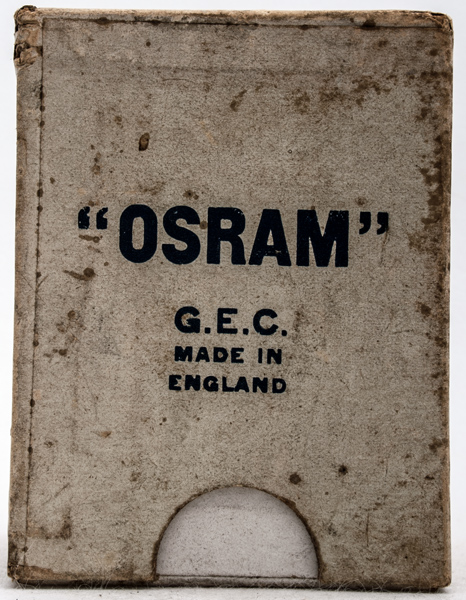 “OSRAM”
G.E.C.
MADE IN
ENGLAND